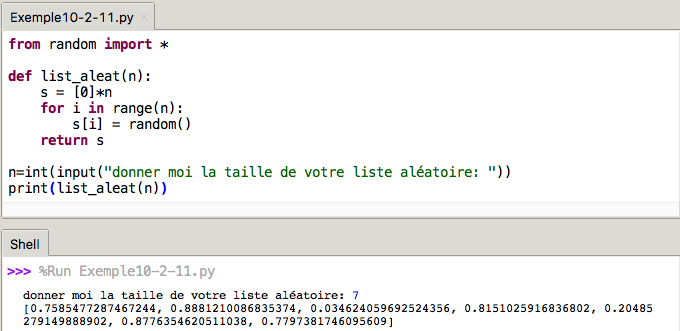 Exemple10-2-11.py ×
from random import *
def list_aleat(n):
    s = [0]*n
    for i in range(n):
        s[i] = random()
    return s
n=int(input("donner moi la taille de votre liste aléatoire: "))
print(list_aleat(n))
Shell
>>> %Run Exemple10-2-11.py
donner moi la taille de votre liste aléatoire: 7
[0.7585477287467244, 0.8881210086835374, 0.034624059692524356, 0.8151025916836802, 0.20485
279149888902, 0.8776354620511038, 0.7797381746095609]